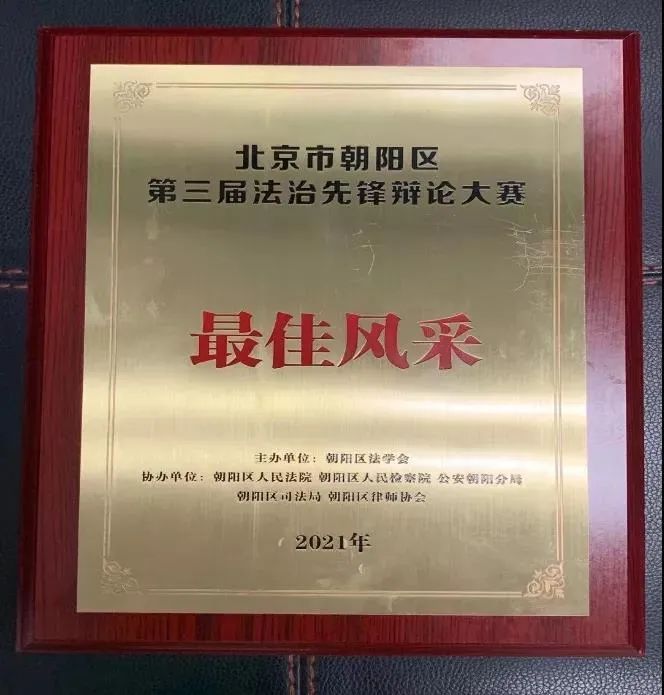 北京市朝阳区
第三届法治先锋辩论大赛
最佳风采
主办单位：朝阳区法学会
协办单位：朝阳区人民法院 朝阳区人民检察院 公安朝阳分局
朝阳区司法局 朝阳区律师协会
2021年